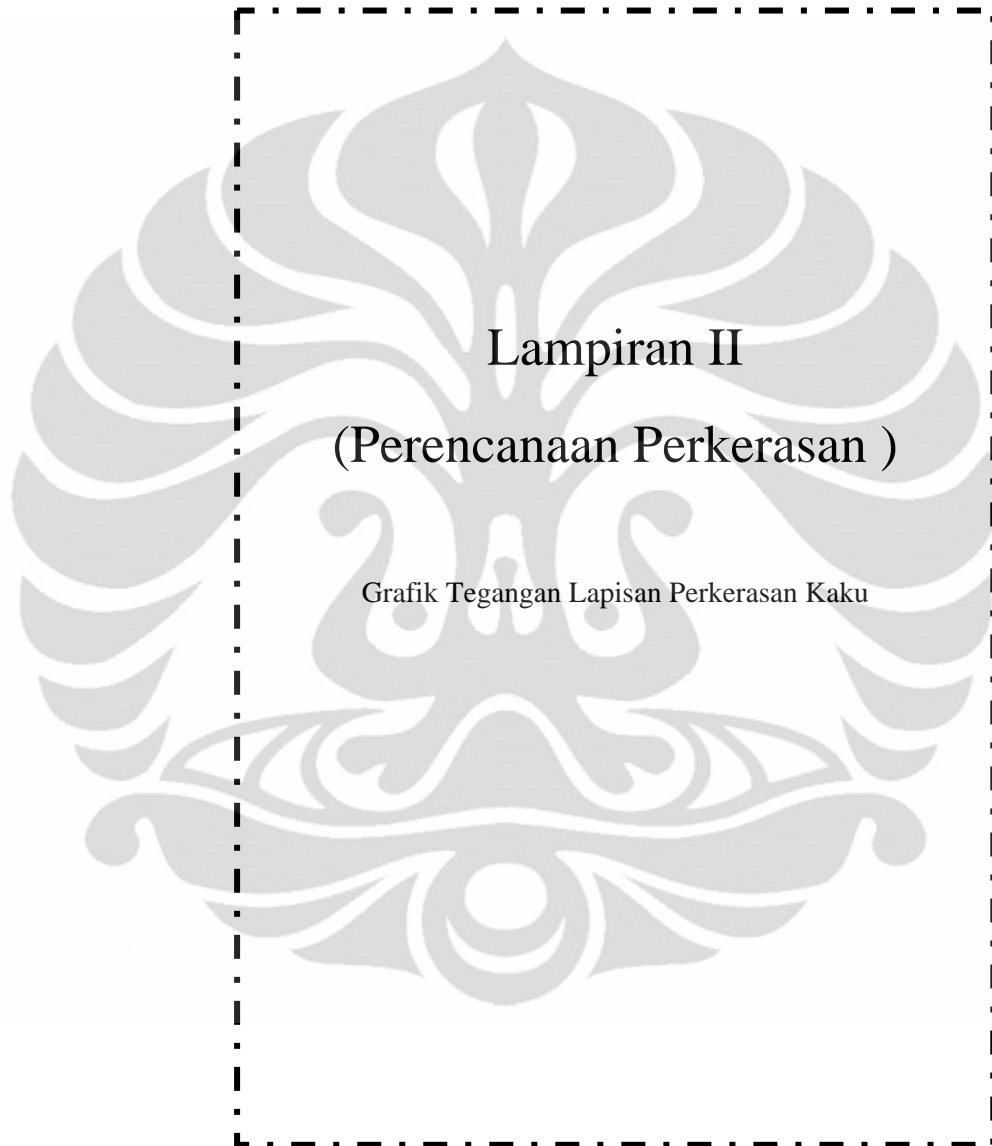 Lampiran II
(Perencanaan Perkerasan )
Grafik Tegangan Lapisan Perkerasan Kaku